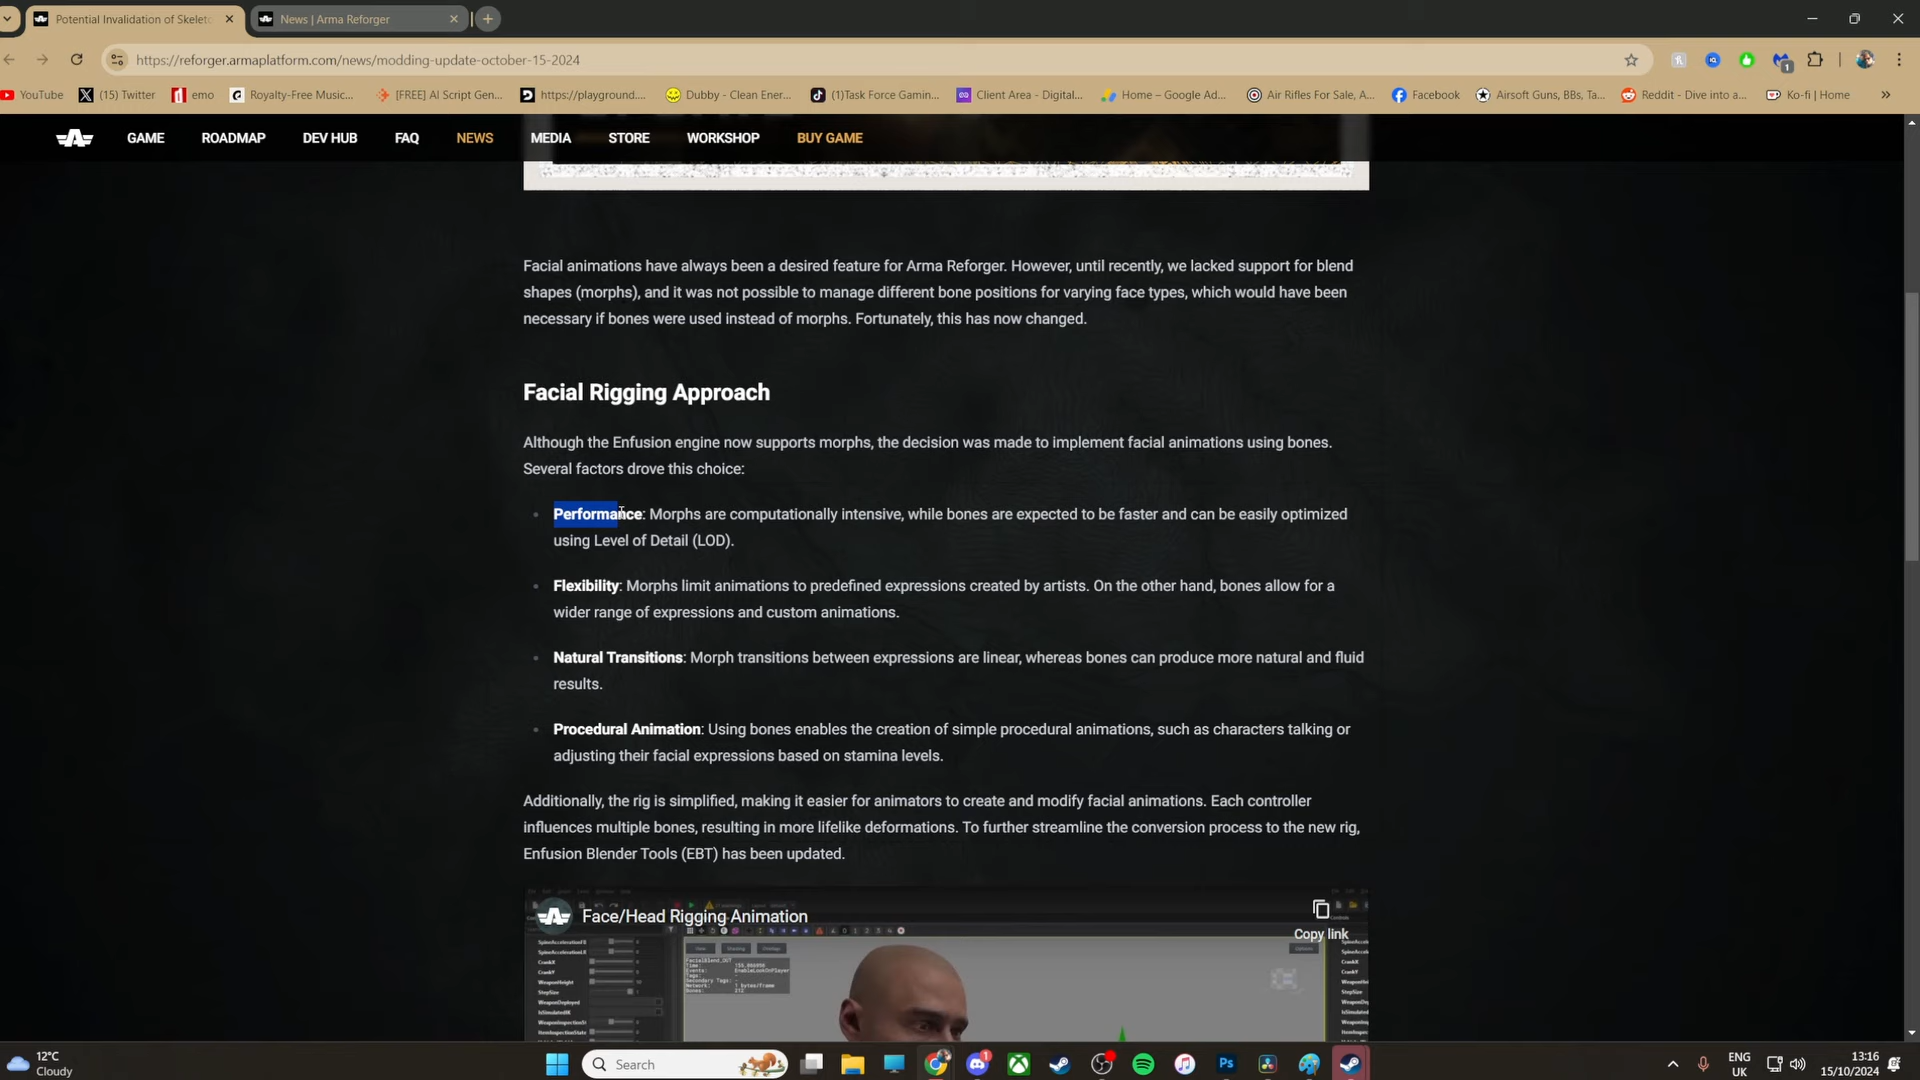 Potential Invalidation of Skelet
News | Arma Reforger
https://reforger.armaplatform.com/news/modding-update-october-15-2024
YouTube
(15) Twitter
emo
Royalty-Free Music...
[FREE] AI Script Gen...
https://playground....
Dubby - Clean Ener...
(1)Task Force Gamin...
Client Area - Digital...
Home – Google Ad...
Air Rifles For Sale, A...
Facebook
Airsoft Guns, BBs, Ta...
Reddit - Dive into a...
Ko-fi | Home
GAME
ROADMAP
DEV HUB
FAQ
NEWS
MEDIA
STORE
WORKSHOP
BUY GAME
Facial animations have always been a desired feature for Arma Reforger. However, until recently, we lacked support for blend
shapes (morphs), and it was not possible to manage different bone positions for varying face types, which would have been
necessary if bones were used instead of morphs. Fortunately, this has now changed.
Facial Rigging Approach
Although the Enfusion engine now supports morphs, the decision was made to implement facial animations using bones.
Several factors drove this choice:
Performance: Morphs are computationally intensive, while bones are expected to be faster and can be easily optimized
using Level of Detail (LOD).
Flexibility: Morphs limit animations to predefined expressions created by artists. On the other hand, bones allow for a
wider range of expressions and custom animations.
Natural Transitions: Morph transitions between expressions are linear, whereas bones can produce more natural and fluid
results.
Procedural Animation: Using bones enables the creation of simple procedural animations, such as characters talking or
adjusting their facial expressions based on stamina levels.
Additionally, the rig is simplified, making it easier for animators to create and modify facial animations. Each controller
influences multiple bones, resulting in more lifelike deformations. To further streamline the conversion process to the new rig,
Enfusion Blender Tools (EBT) has been updated.
Face/Head Rigging Animation
Copy link
CrankX
CrankY
WeaponHeight
StepSize
WeaponDeployed
12°C
Cloudy
Search
ENG
UK
13:16
15/10/2024